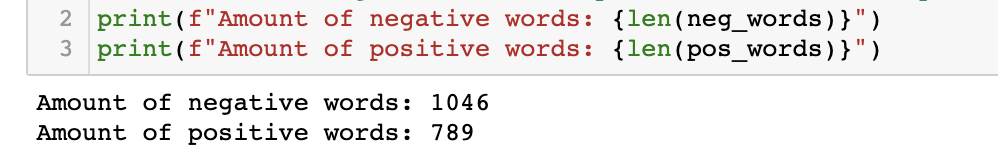 2 print(f"Amount of negative words: {len(neg_words)}")
3 print(f"Amount of positive words: {len(pos_words)}")
Amount of negative words: 1046
Amount of positive words: 789